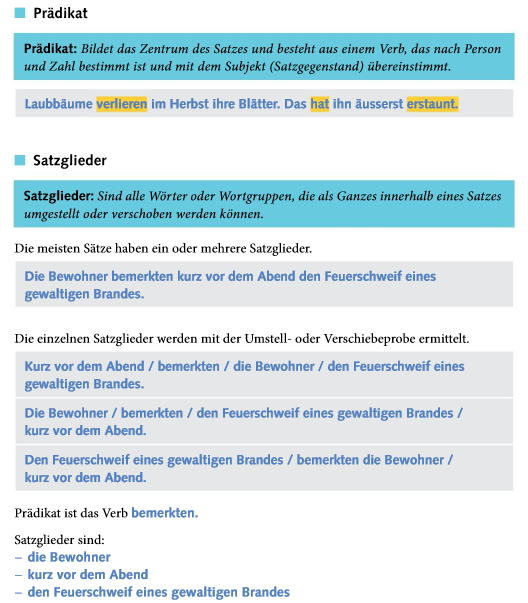 Prädikat
Prädikat: Bildet das Zentrum des Satzes und besteht aus einem Verb, das nach Person
und Zahl bestimmt ist und mit dem Subjekt (Satzgegenstand) übereinstimmt.
Laubbäume verlieren im Herbst ihre Blätter. Das hat ihn äusserst erstaunt.
Satzglieder
Satzglieder: Sind alle Wörter oder Wortgruppen, die als Ganzes innerhalb eines Satzes
umgestellt oder verschoben werden können.
Die meisten Sätze haben ein oder mehrere Satzglieder.
Die Bewohner bemerkten kurz vor dem Abend den Feuerschweif eines
gewaltigen Brandes.
Die einzelnen Satzglieder werden mit der Umstell- oder Verschiebeprobe ermittelt.
Kurz vor dem Abend / bemerkten / die Bewohner / den Feuerschweif eines
gewaltigen Brandes.
Die Bewohner / bemerkten / den Feuerschweif eines gewaltigen Brandes /
kurz vor dem Abend.
Den Feuerschweif eines gewaltigen Brandes / bemerkten die Bewohner /
kurz vor dem Abend.
Prädikat ist das Verb bemerkten.
Satzglieder sind:
– die Bewohner
– kurz vor dem Abend
– den Feuerschweif eines gewaltigen Brandes